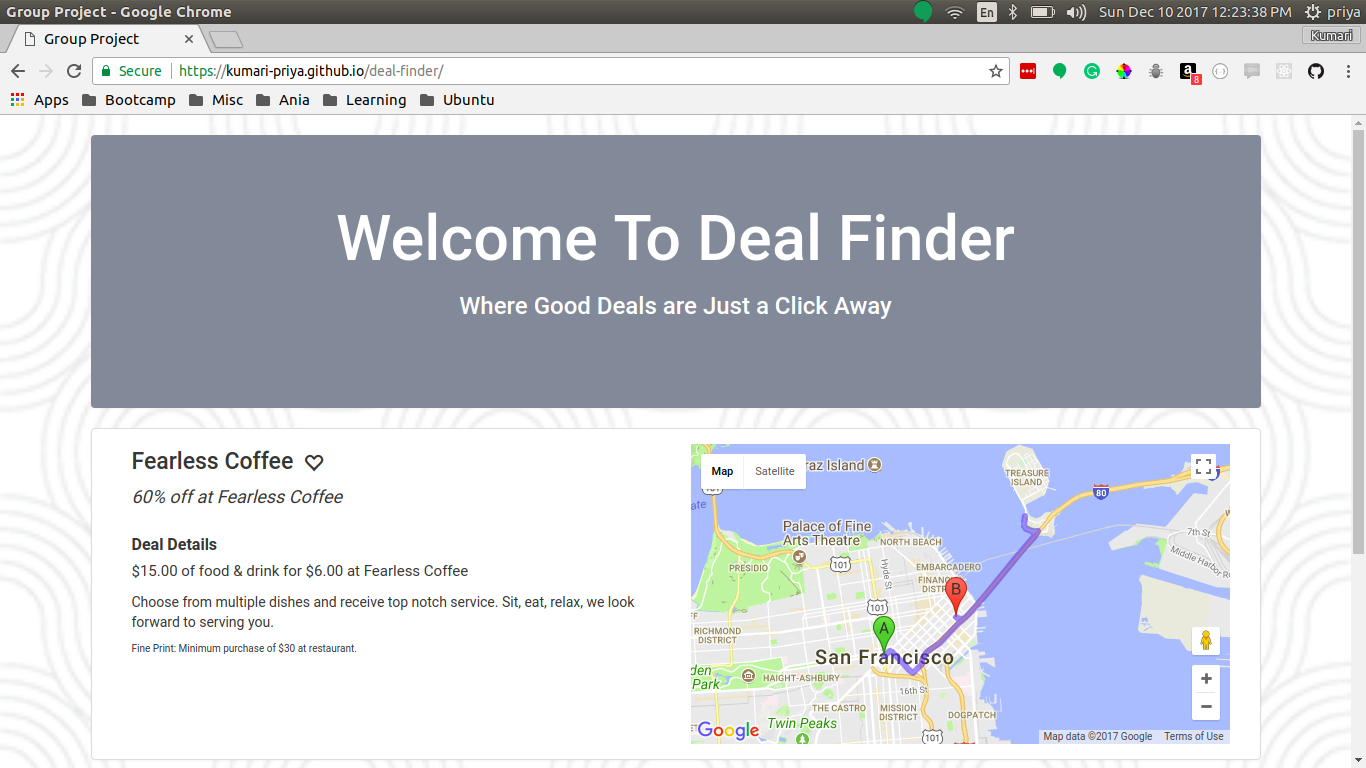 Group Project - Google Chrome
En
Sun Dec 10 2017 12:23:38 PM
priya
Group Project
Kumari
Secure
https://kumari-priya.github.io/deal-finder/
8
Apps
Bootcamp
Misc
Ania
Learning
Ubuntu
Welcome To Deal Finder
Where Good Deals are Just a Click Away
Fearless Coffee
60% off at Fearless Coffee
Deal Details
$15.00 of food & drink for $6.00 at Fearless Coffee
Choose from multiple dishes and receive top notch service. Sit, eat, relax, we look
forward to serving you.
Fine Print: Minimum purchase of $30 at restaurant.
Map
Satellite
raz Island
TREASURE
ISLAND
80
101
ate
Palace of Fine
Arts Theatre
NORTH BEACH
7th St
Middle Harbor
PRESIDIO
101
Hyde St
EMBARCADERO
FINANC
DISTRI
B
101
A
RICHMOND
DISTRICT
San Francisco
den
Park
HAIGHT-ASHBURY
16th St
THE CASTRO
MISSION
DISTRICT
DOGPATCH
Twin Peaks
101
Google
Map data ©2017 Google
Terms of Use